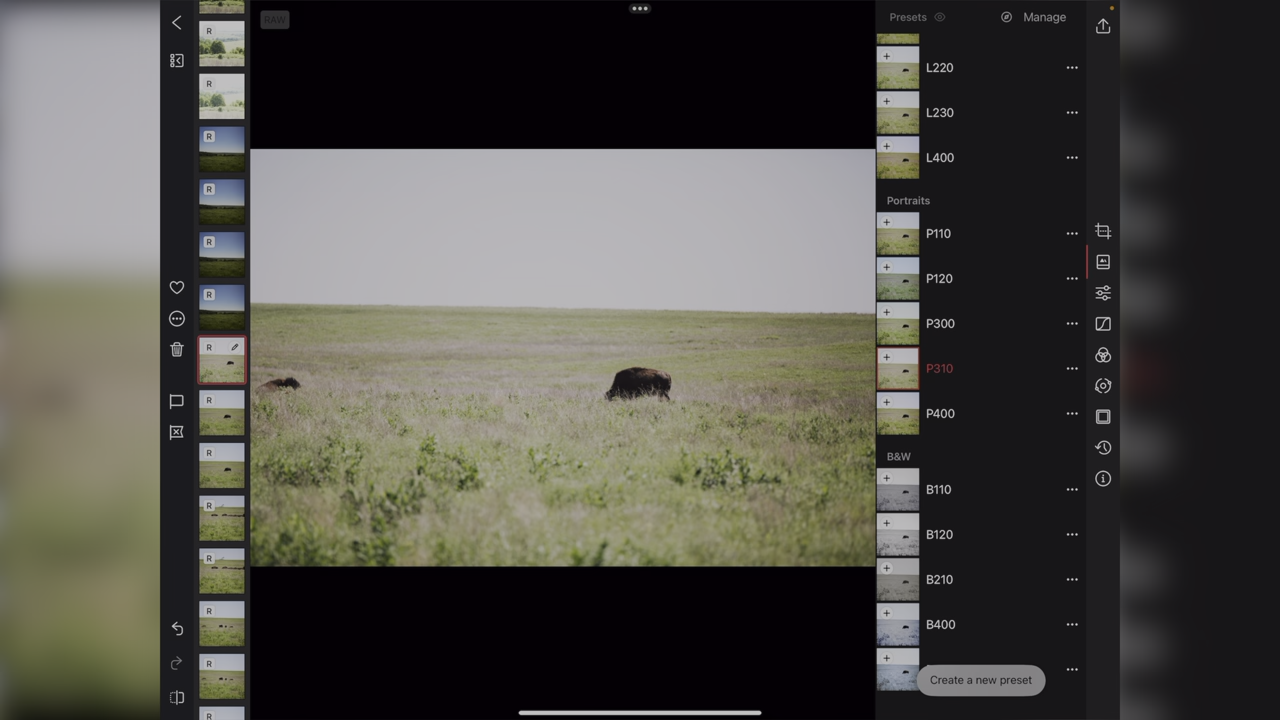 RAW
Presets
Manage
L220
L230
L400
Portraits
P110
P120
P300
P310
P400
B&W
B110
B120
B210
B400
Create a new preset
R
R
R
R
R
R
R
R
R
R
R
R
R